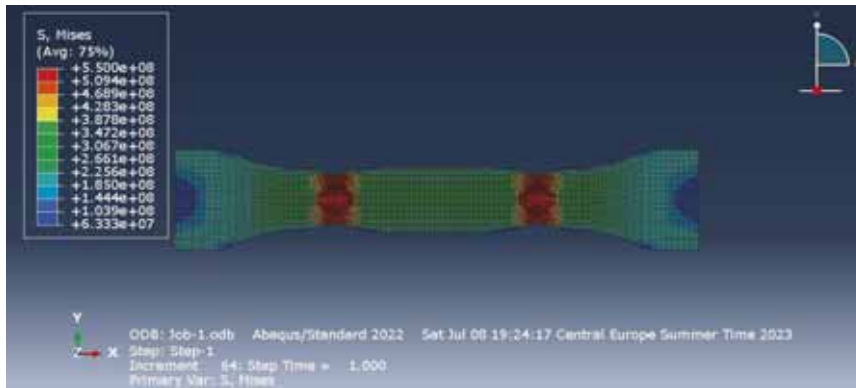 S, Mises
(Avg: 75%)
+5.500e+08
+5.094e+08
+4.689e+08
+4.283e+08
+3.878e+08
+3.472e+08
+3.067e+08
+2.661e+08
+2.256e+08
+1.850e+08
+1.444e+08
+1.039e+08
+6.333e+07
Y
Z X
ODB: Job-1.odb Abaqus/Standard 2022 Sat Jul 08 19:24:17 Central Europe Summer Time 2023
Step: Step-1
Increment 64: Step Time = 1.000
Primary Var: S, Mises